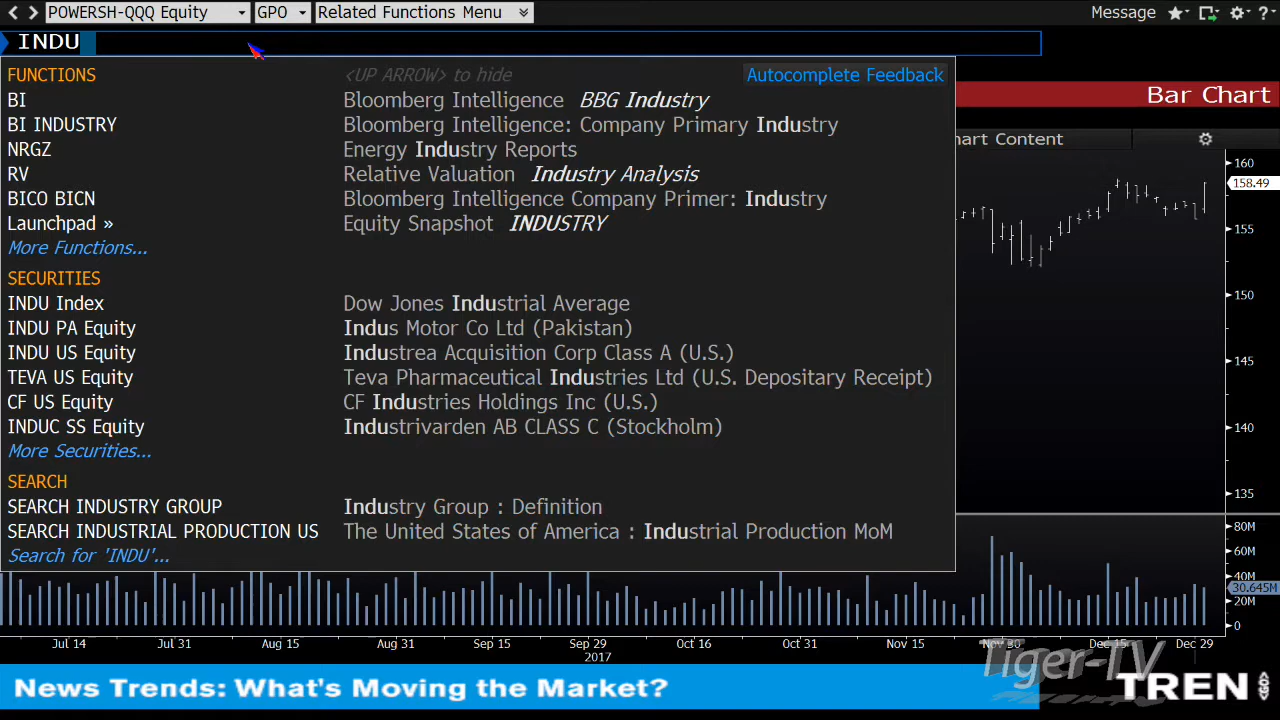 POWERSH-QQQ Equity GPO Related Functions Menu Message ?
INDU
FUNCTIONS <UP ARROW> to hide Autocomplete Feedback
BI Bloomberg Intelligence BBG Industry
Bar Chart
BI INDUSTRY Bloomberg Intelligence: Company Primary Industry
hart Content
NRGZ Energy Industry Reports
RV Relative Valuation Industry Analysis
BICO BICN Bloomberg Intelligence Company Primer: Industry
Launchpad » Equity Snapshot INDUSTRY
More Functions...
SECURITIES
INDU Index Dow Jones Industrial Average
INDU PA Equity Indus Motor Co Ltd (Pakistan)
INDU US Equity Industrea Acquisition Corp Class A (U.S.)
TEVA US Equity Teva Pharmaceutical Industries Ltd (U.S. Depositary Receipt)
CF US Equity CF Industries Holdings Inc (U.S.)
INDUC SS Equity Industrivarden AB CLASS C (Stockholm)
More Securities...
SEARCH
SEARCH INDUSTRY GROUP Industry Group : Definition
SEARCH INDUSTRIAL PRODUCTION US The United States of America : Industrial Production MoM
Search for 'INDU'...
160
158.49
155
150
145
140
135
80M
60M
40M
30.645M
20M
0
Jul 14 Jul 31 Aug 15 Aug 31 Sep 15 Sep 29 Oct 16 Oct 31 Nov 15 Nov 30 Dec 15 Dec 29
2017
Tiger-TV
News Trends: What's Moving the Market?
TREN